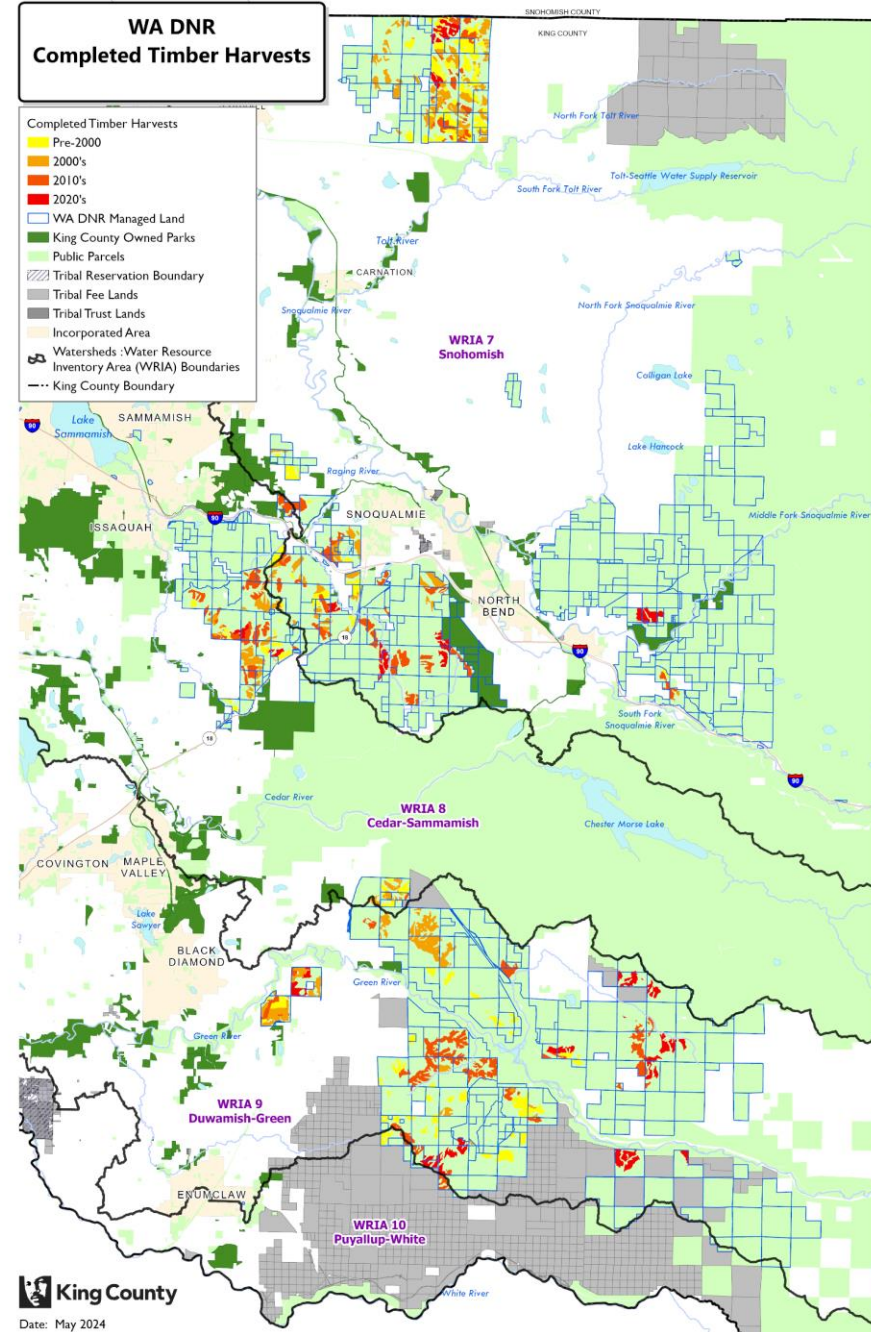 WA DNR
Completed Timber Harvests
SNOHOMISH COUNTY
KING COUNTY
Completed Timber Harvests
Pre-2000
2000's
2010's
2020's
WA DNR Managed Land
King County Owned Parks
Public Parcels
Tribal Reservation Boundary
Tribal Fee Lands
Tribal Trust Lands
Incorporated Area
Watersheds :Water Resource
Inventory Area (WRIA) Boundaries
King County Boundary
North Fork Tolt River
Tolt-Seattle Water Supply Reservoir
South Fork Tolt River
Tolt River
CARNATION
Snoqualmie River
North Fork Snoqualmie River
WRIA 7
Snohomish
Calligan Lake
Lake
Sammamish
SAMMAMISH
90
Lake Hancock
Raging River
ISSAQUAH
90
SNOQUALMIE
Middle Fork Snoqualmie River
NORTH
BEND
18
90
South Fork
Snoqualmie River
18
90
Cedar River
WRIA 8
Cedar-Sammamish
Chester Morse Lake
COVINGTON
MAPLE
VALLEY
Lake
Sawyer
BLACK
DIAMOND
Green River
Green River
WRIA 9
Duwamish-Green
ENUMCLAW
WRIA 10
Puyallup-White
White River
King County
Date: May 2024